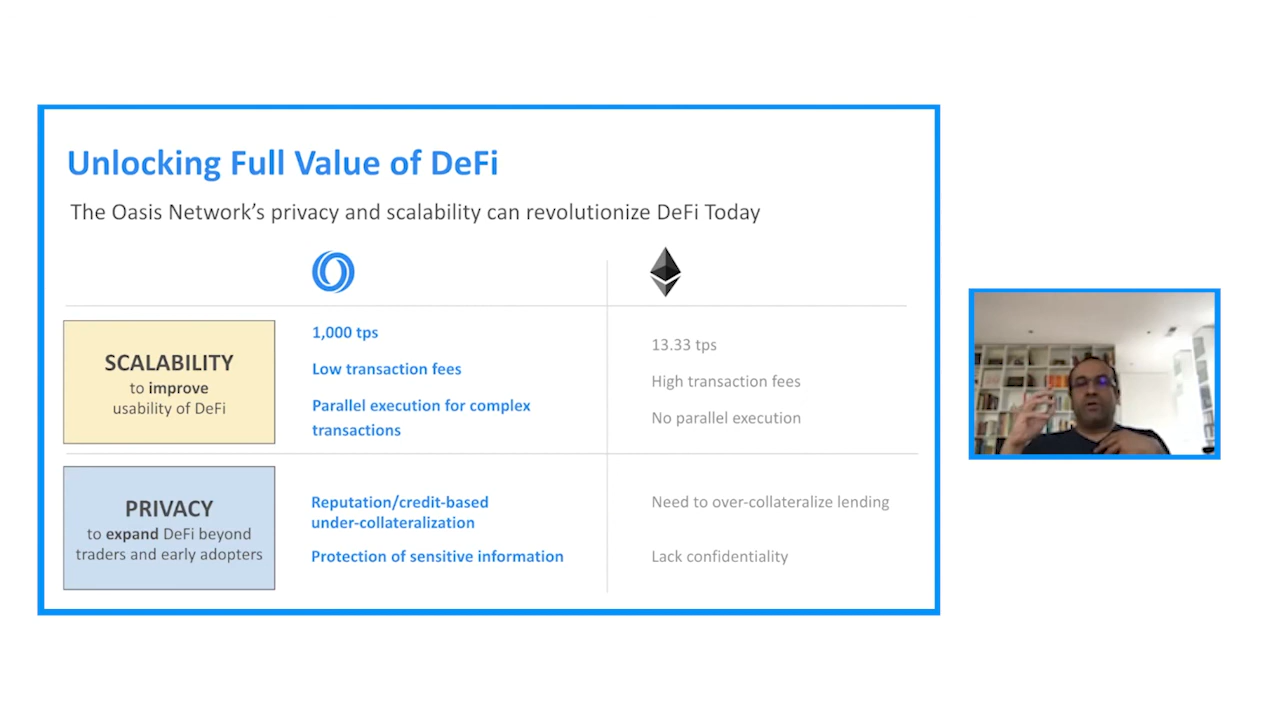 Unlocking Full Value of DeFi
The Oasis Network’s privacy and scalability can revolutionize DeFi Today
SCALABILITY
to improve
usability of DeFi
1,000 tps
Low transaction fees
Parallel execution for complex
transactions
13.33 tps
High transaction fees
No parallel execution
PRIVACY
to expand DeFi beyond
traders and early adopters
Reputation/credit-based
under-collateralization
Protection of sensitive information
Need to over-collateralize lending
Lack confidentiality